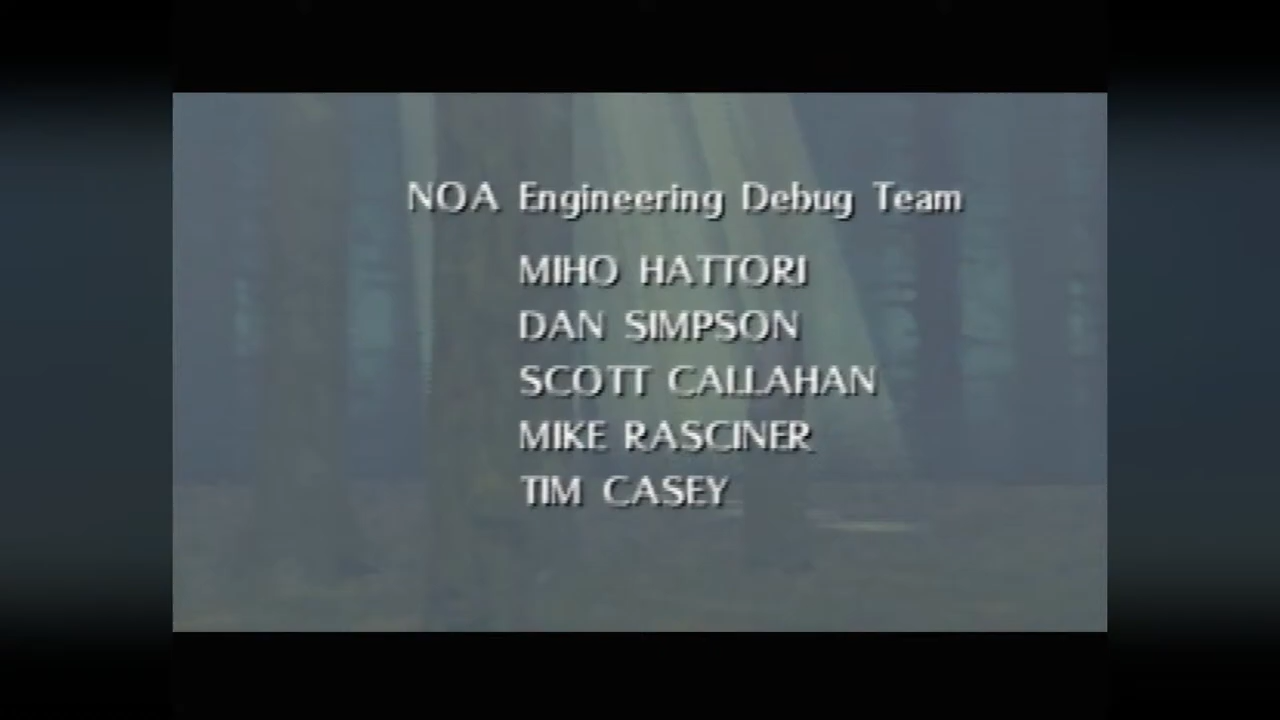 NOA Engineering Debug Team
MIHO HATTORI
DAN SIMPSON
SCOTT CALLAHAN
MIKE RASCINER
TIM CASEY